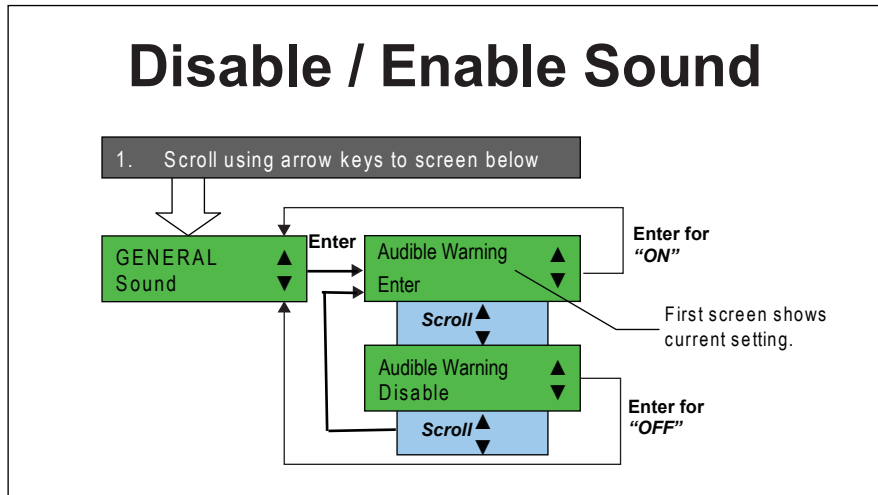 Disable / Enable Sound
1. Scroll using arrow keys to screen below
GENERAL ▲
Sound ▼
Enter
Audible Warning ▲
Enter ▼
Enter for
“ON”
Scroll ▲
▼
First screen shows
current setting.
Audible Warning ▲
Disable ▼
Enter for
“OFF”
Scroll ▲
▼